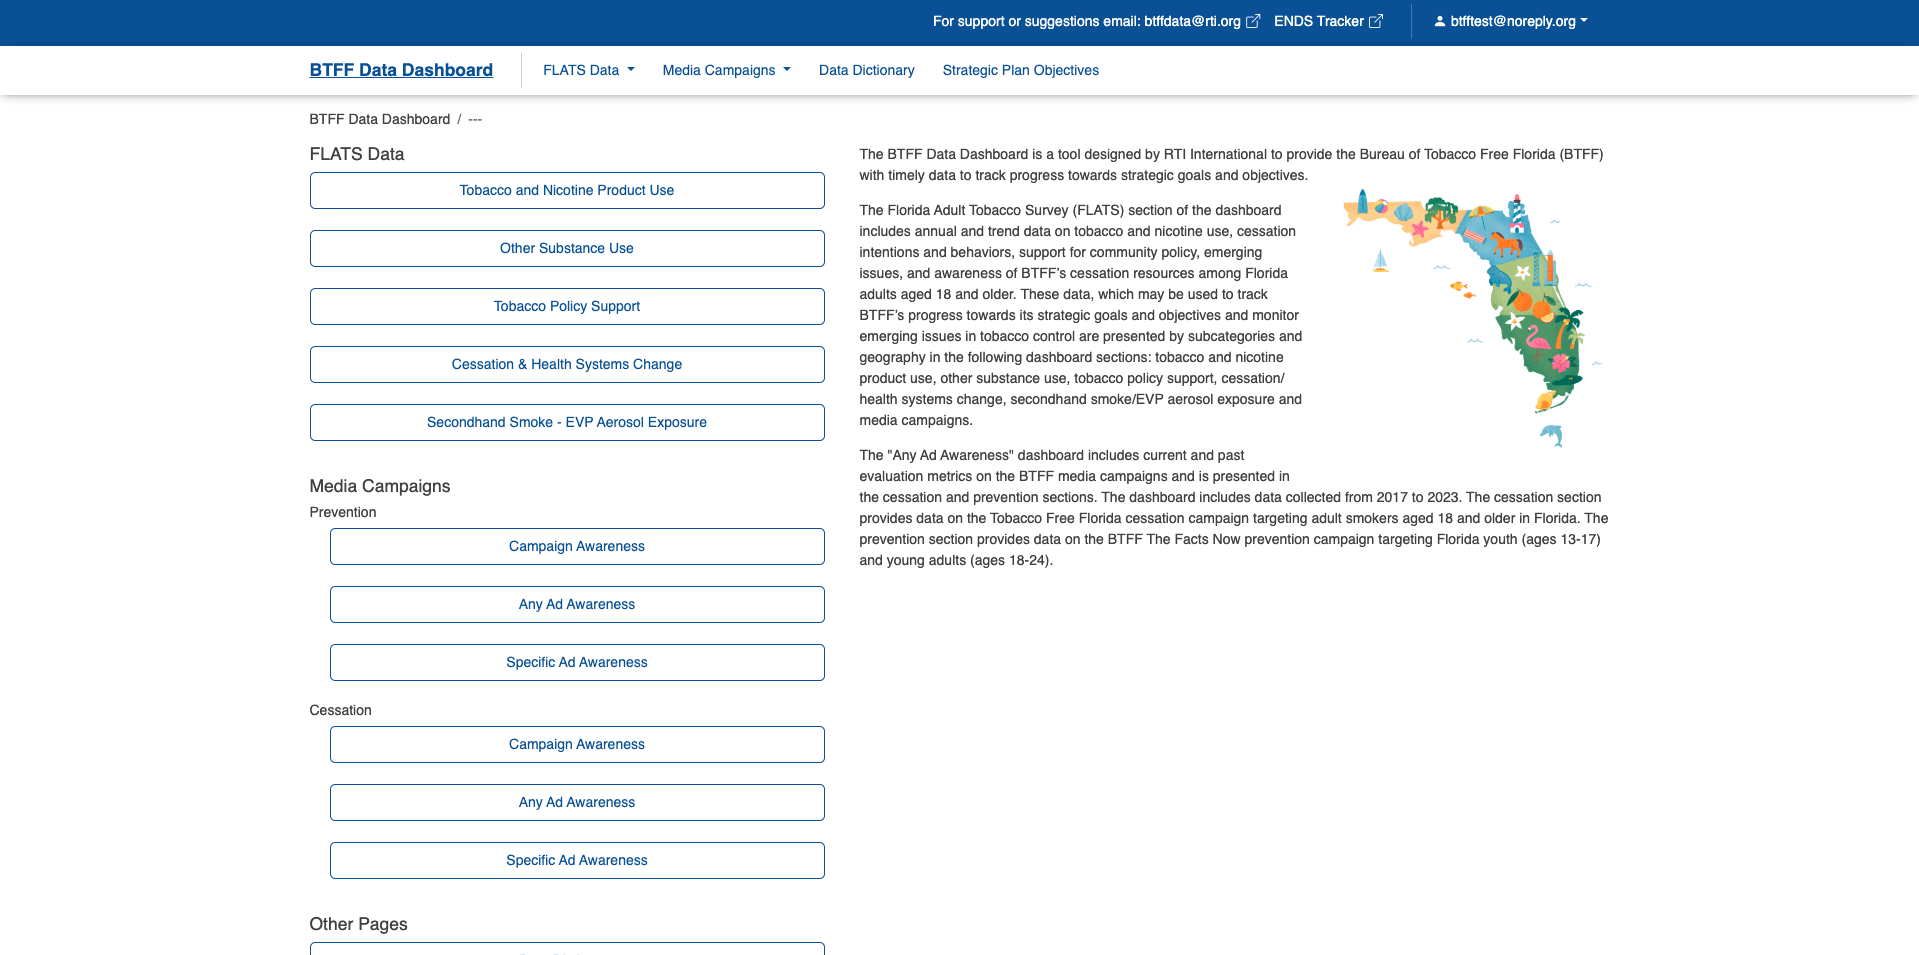 For support or suggestions email: btffdata@rti.org ENDS Tracker btfftest@noreply.org
BTFF Data Dashboard FLATS Data Media Campaigns Data Dictionary Strategic Plan Objectives
BTFF Data Dashboard / ---
FLATS Data
Tobacco and Nicotine Product Use
Other Substance Use
Tobacco Policy Support
Cessation & Health Systems Change
Secondhand Smoke - EVP Aerosol Exposure
Media Campaigns
Prevention
Campaign Awareness
Any Ad Awareness
Specific Ad Awareness
Cessation
Campaign Awareness
Any Ad Awareness
Specific Ad Awareness
Other Pages
The BTFF Data Dashboard is a tool designed by RTI International to provide the Bureau of Tobacco Free Florida (BTFF)
with timely data to track progress towards strategic goals and objectives.
The Florida Adult Tobacco Survey (FLATS) section of the dashboard
includes annual and trend data on tobacco and nicotine use, cessation
intentions and behaviors, support for community policy, emerging
issues, and awareness of BTFF's cessation resources among Florida
adults aged 18 and older. These data, which may be used to track
BTFF's progress towards its strategic goals and objectives and monitor
emerging issues in tobacco control are presented by subcategories and
geography in the following dashboard sections: tobacco and nicotine
product use, other substance use, tobacco policy support, cessation/
health systems change, secondhand smoke/EVP aerosol exposure and
media campaigns.
The "Any Ad Awareness" dashboard includes current and past
evaluation metrics on the BTFF media campaigns and is presented in
the cessation and prevention sections. The dashboard includes data collected from 2017 to 2023. The cessation section
provides data on the Tobacco Free Florida cessation campaign targeting adult smokers aged 18 and older in Florida. The
prevention section provides data on the BTFF The Facts Now prevention campaign targeting Florida youth (ages 13-17)
and young adults (ages 18-24).